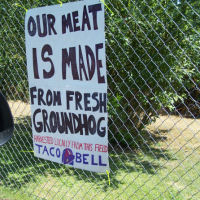 OUR MEAT
IS MADE
FROM FRESH
GROUNDHOG
HARVESTED LOCALLY FROM THIS FIELD
TACO BELL